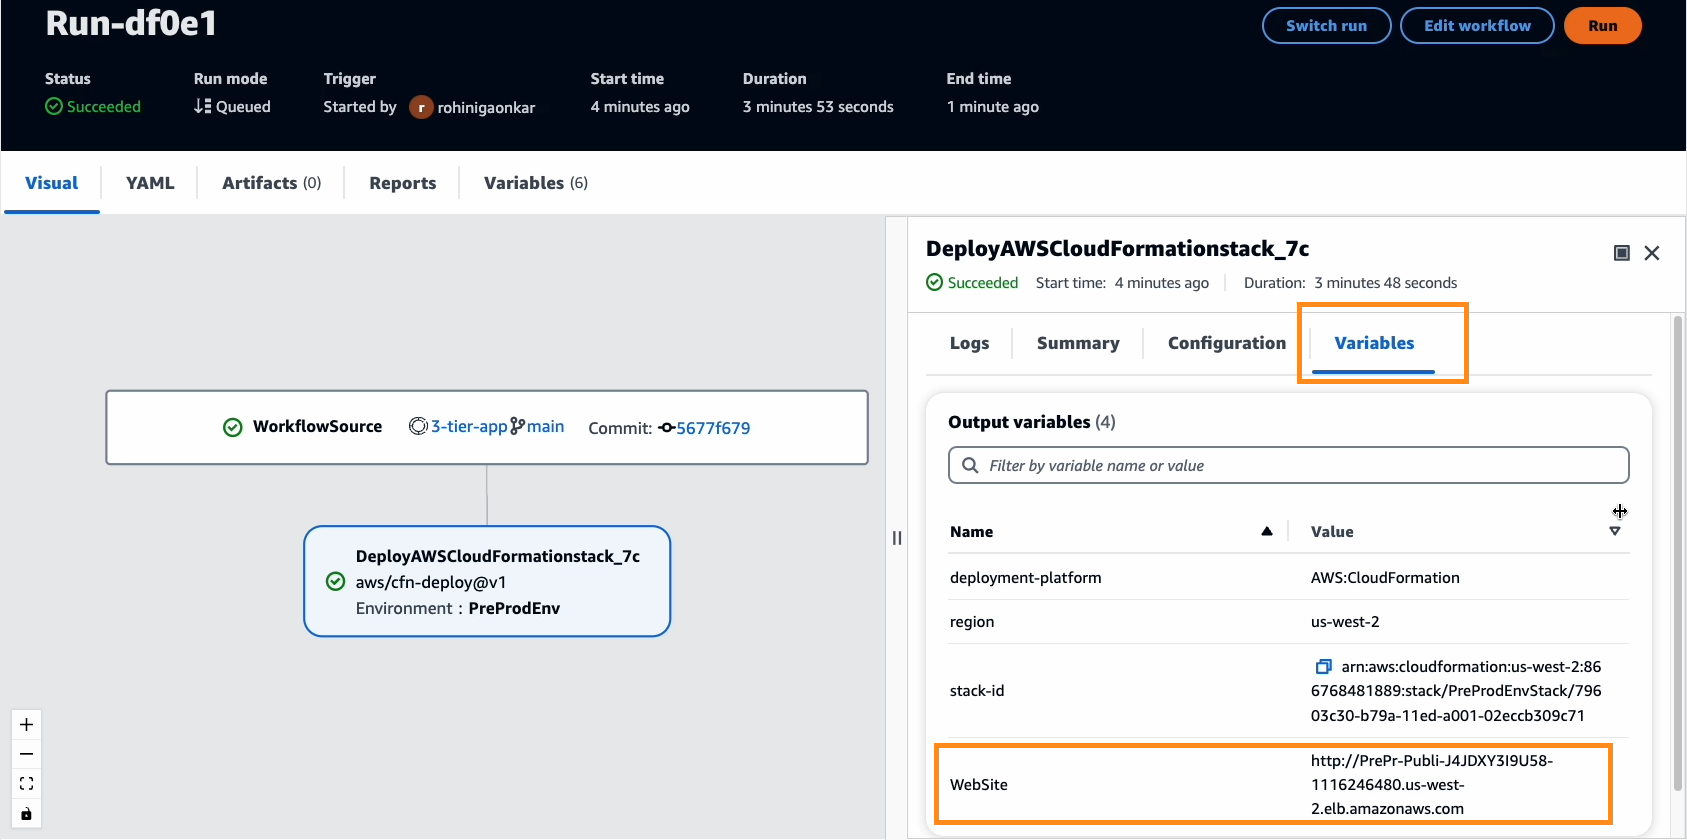 Run-df0e1
Switch run
Edit workflow
Run
Status
Run mode
Trigger
Start time
Duration
End time
Succeeded
Queued
Started by r rohinigaonkar
4 minutes ago
3 minutes 53 seconds
1 minute ago
Visual
YAML
Artifacts (0)
Reports
Variables (6)
WorkflowSource 3-tier-app main Commit: 5677f679
DeployAWSCloudFormationstack_7c
aws/cfn-deploy@v1
Environment : PreProdEnv
DeployAWSCloudFormationstack_7c
Succeeded Start time: 4 minutes ago Duration: 3 minutes 48 seconds
Logs
Summary
Configuration
Variables
Output variables (4)
Filter by variable name or value
Name
Value
deployment-platform
AWS:CloudFormation
region
us-west-2
stack-id
arn:aws:cloudformation:us-west-2:86
6768481889:stack/PreProdEnvStack/796
03c30-b79a-11ed-a001-02eccb309c71
WebSite
http://PrePr-Publi-J4JDXY3I9U58-
1116246480.us-west-
2.elb.amazonaws.com